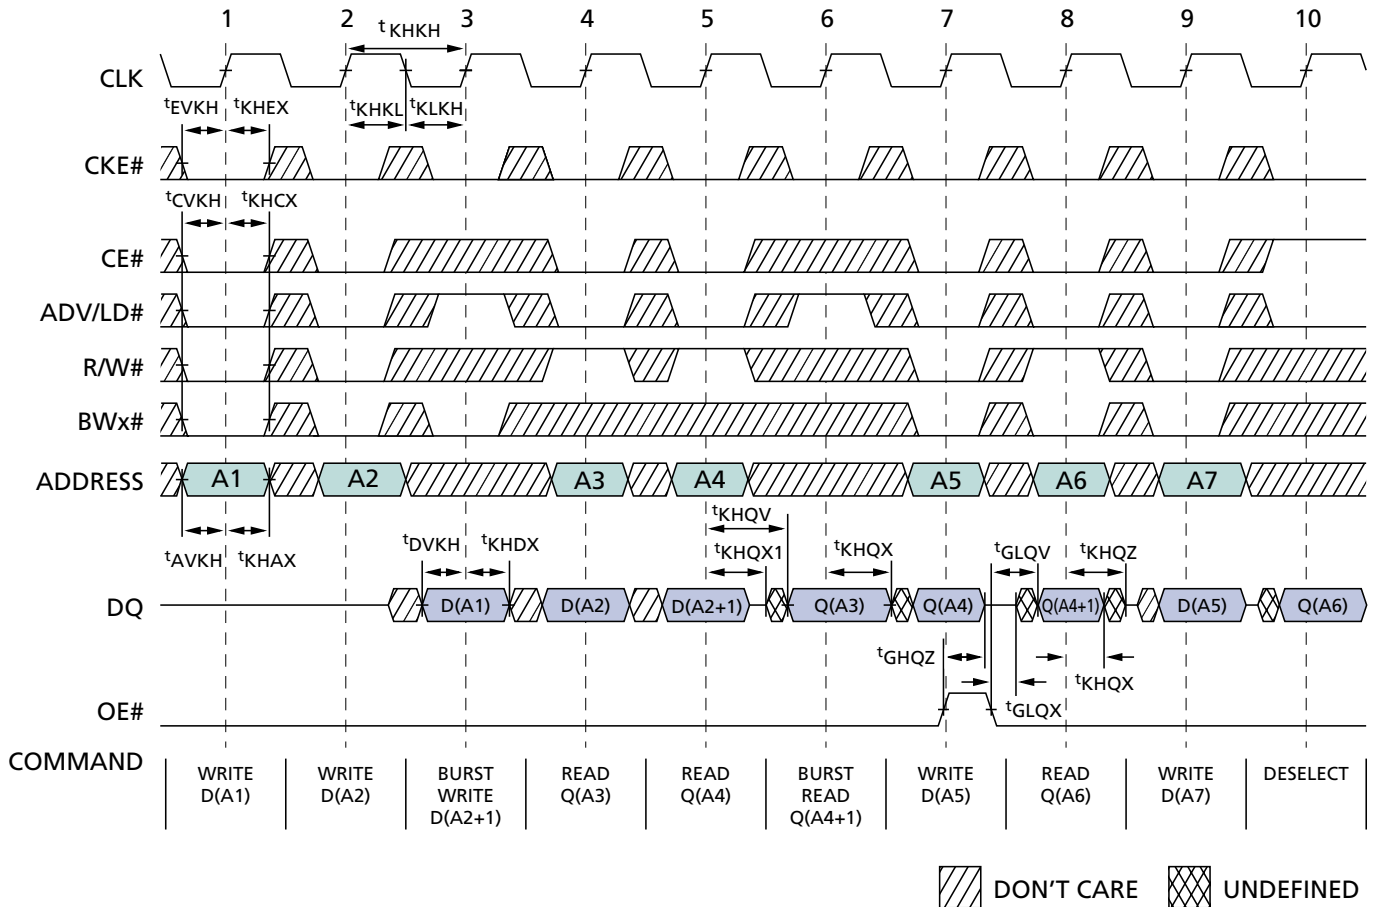 1 2 3 4 5 6 7 8 9 10
tKHKH
CLK
tEVKH tKHEX tKHKL tKLKH
CKE#
tCVKH tKHCX
CE#
ADV/LD#
R/W#
BWx#
ADDRESS A1 A2 A3 A4 A5 A6 A7
tKHQV
tAVKH tKHAX tDVKH tKHDX tKHQX1 tKHQX tGLQV tKHQZ
DQ D(A1) D(A2) D(A2+1) Q(A3) Q(A4) Q(A4+1) D(A5) Q(A6)
tGHQZ tKHQX
tGLQX
OE#
COMMAND
WRITE D(A1)
WRITE D(A2)
BURST WRITE D(A2+1)
READ Q(A3)
READ Q(A4)
BURST READ Q(A4+1)
WRITE D(A5)
READ Q(A6)
WRITE D(A7)
DESELECT
DON'T CARE UNDEFINED